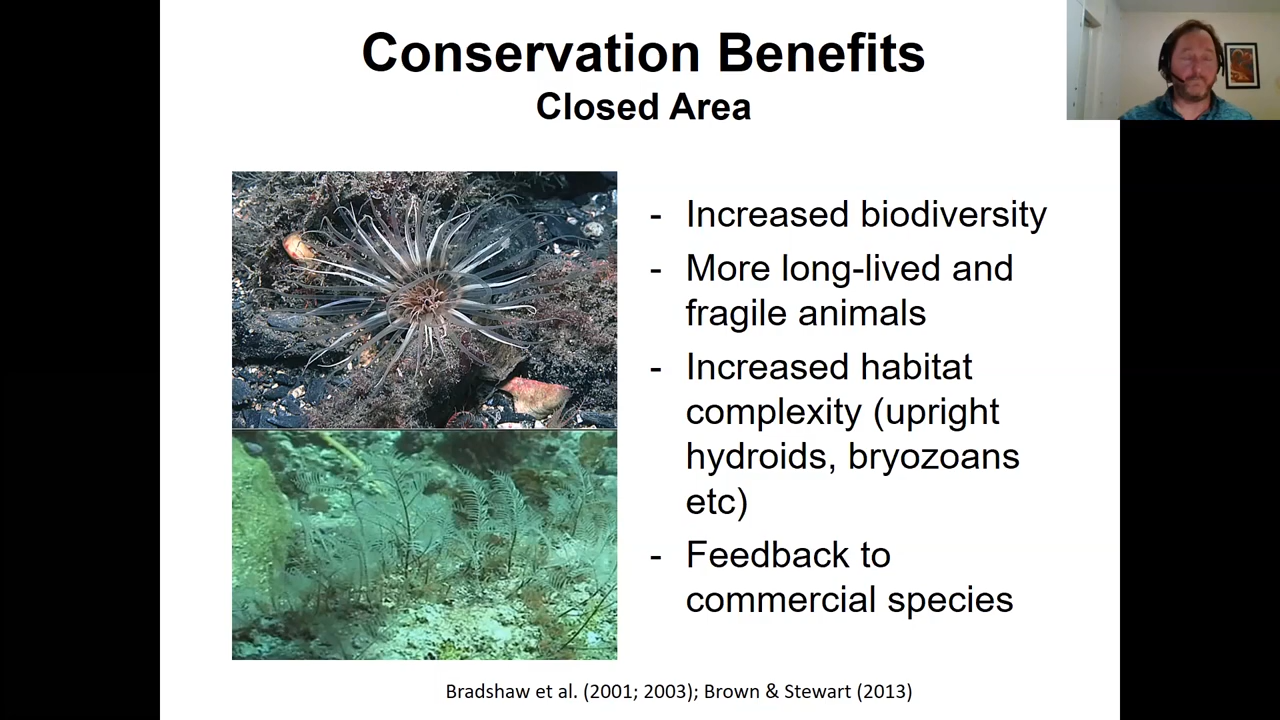 Conservation Benefits
Closed Area
- Increased biodiversity
- More long-lived and
fragile animals
- Increased habitat
complexity (upright
hydroids, bryozoans
etc)
- Feedback to
commercial species
Bradshaw et al. (2001; 2003); Brown & Stewart (2013)